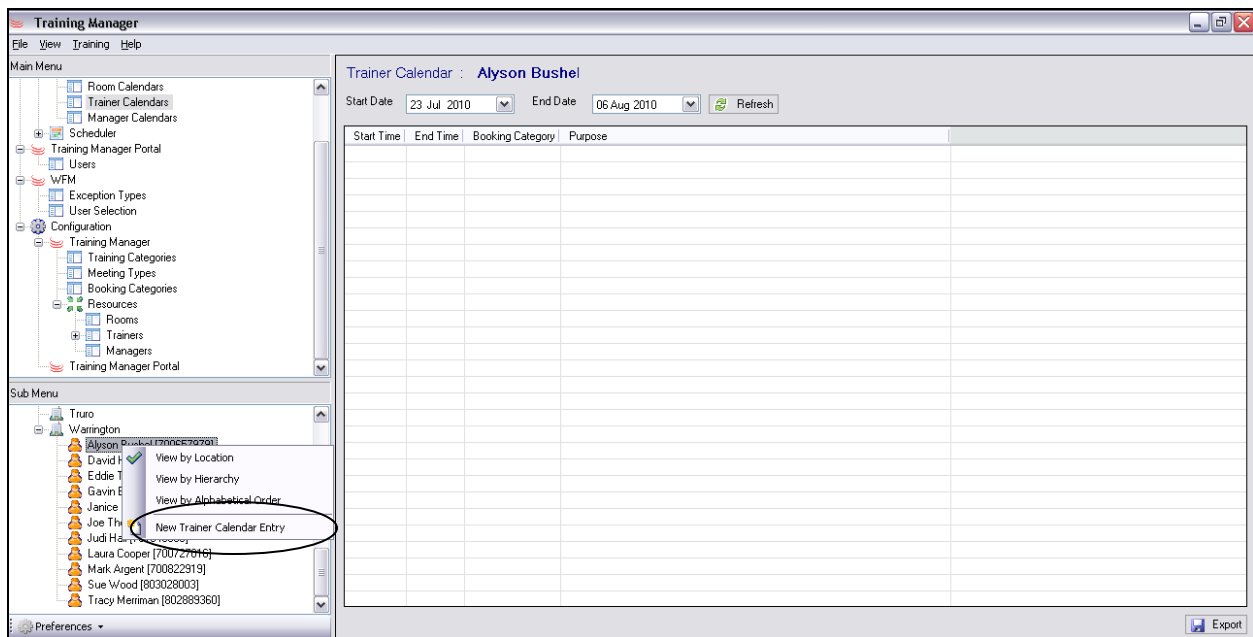 Training Manager
File View Training Help
Main Menu
Room Calendars
Trainer Calendars
Manager Calendars
Scheduler
Training Manager Portal
Users
WFM
Exception Types
User Selection
Configuration
Training Manager
Training Categories
Meeting Types
Booking Categories
Resources
Rooms
Trainers
Managers
Training Manager Portal
Sub Menu
Truro
Warrington
Alyson Bushel [700657979]
David
Eddie
Gavin
Janice
Joe
Judi
Laura Cooper [700727016]
Mark Argent [700822919]
Sue Wood [803028003]
Tracy Merriman [802889360]
View by Location
View by Hierarchy
View by Alphabetical Order
New Trainer Calendar Entry
Preferences
Trainer Calendar : Alyson Bushel
Start Date 23 Jul 2010 End Date 06 Aug 2010 Refresh
Start Time End Time Booking Category Purpose
Export